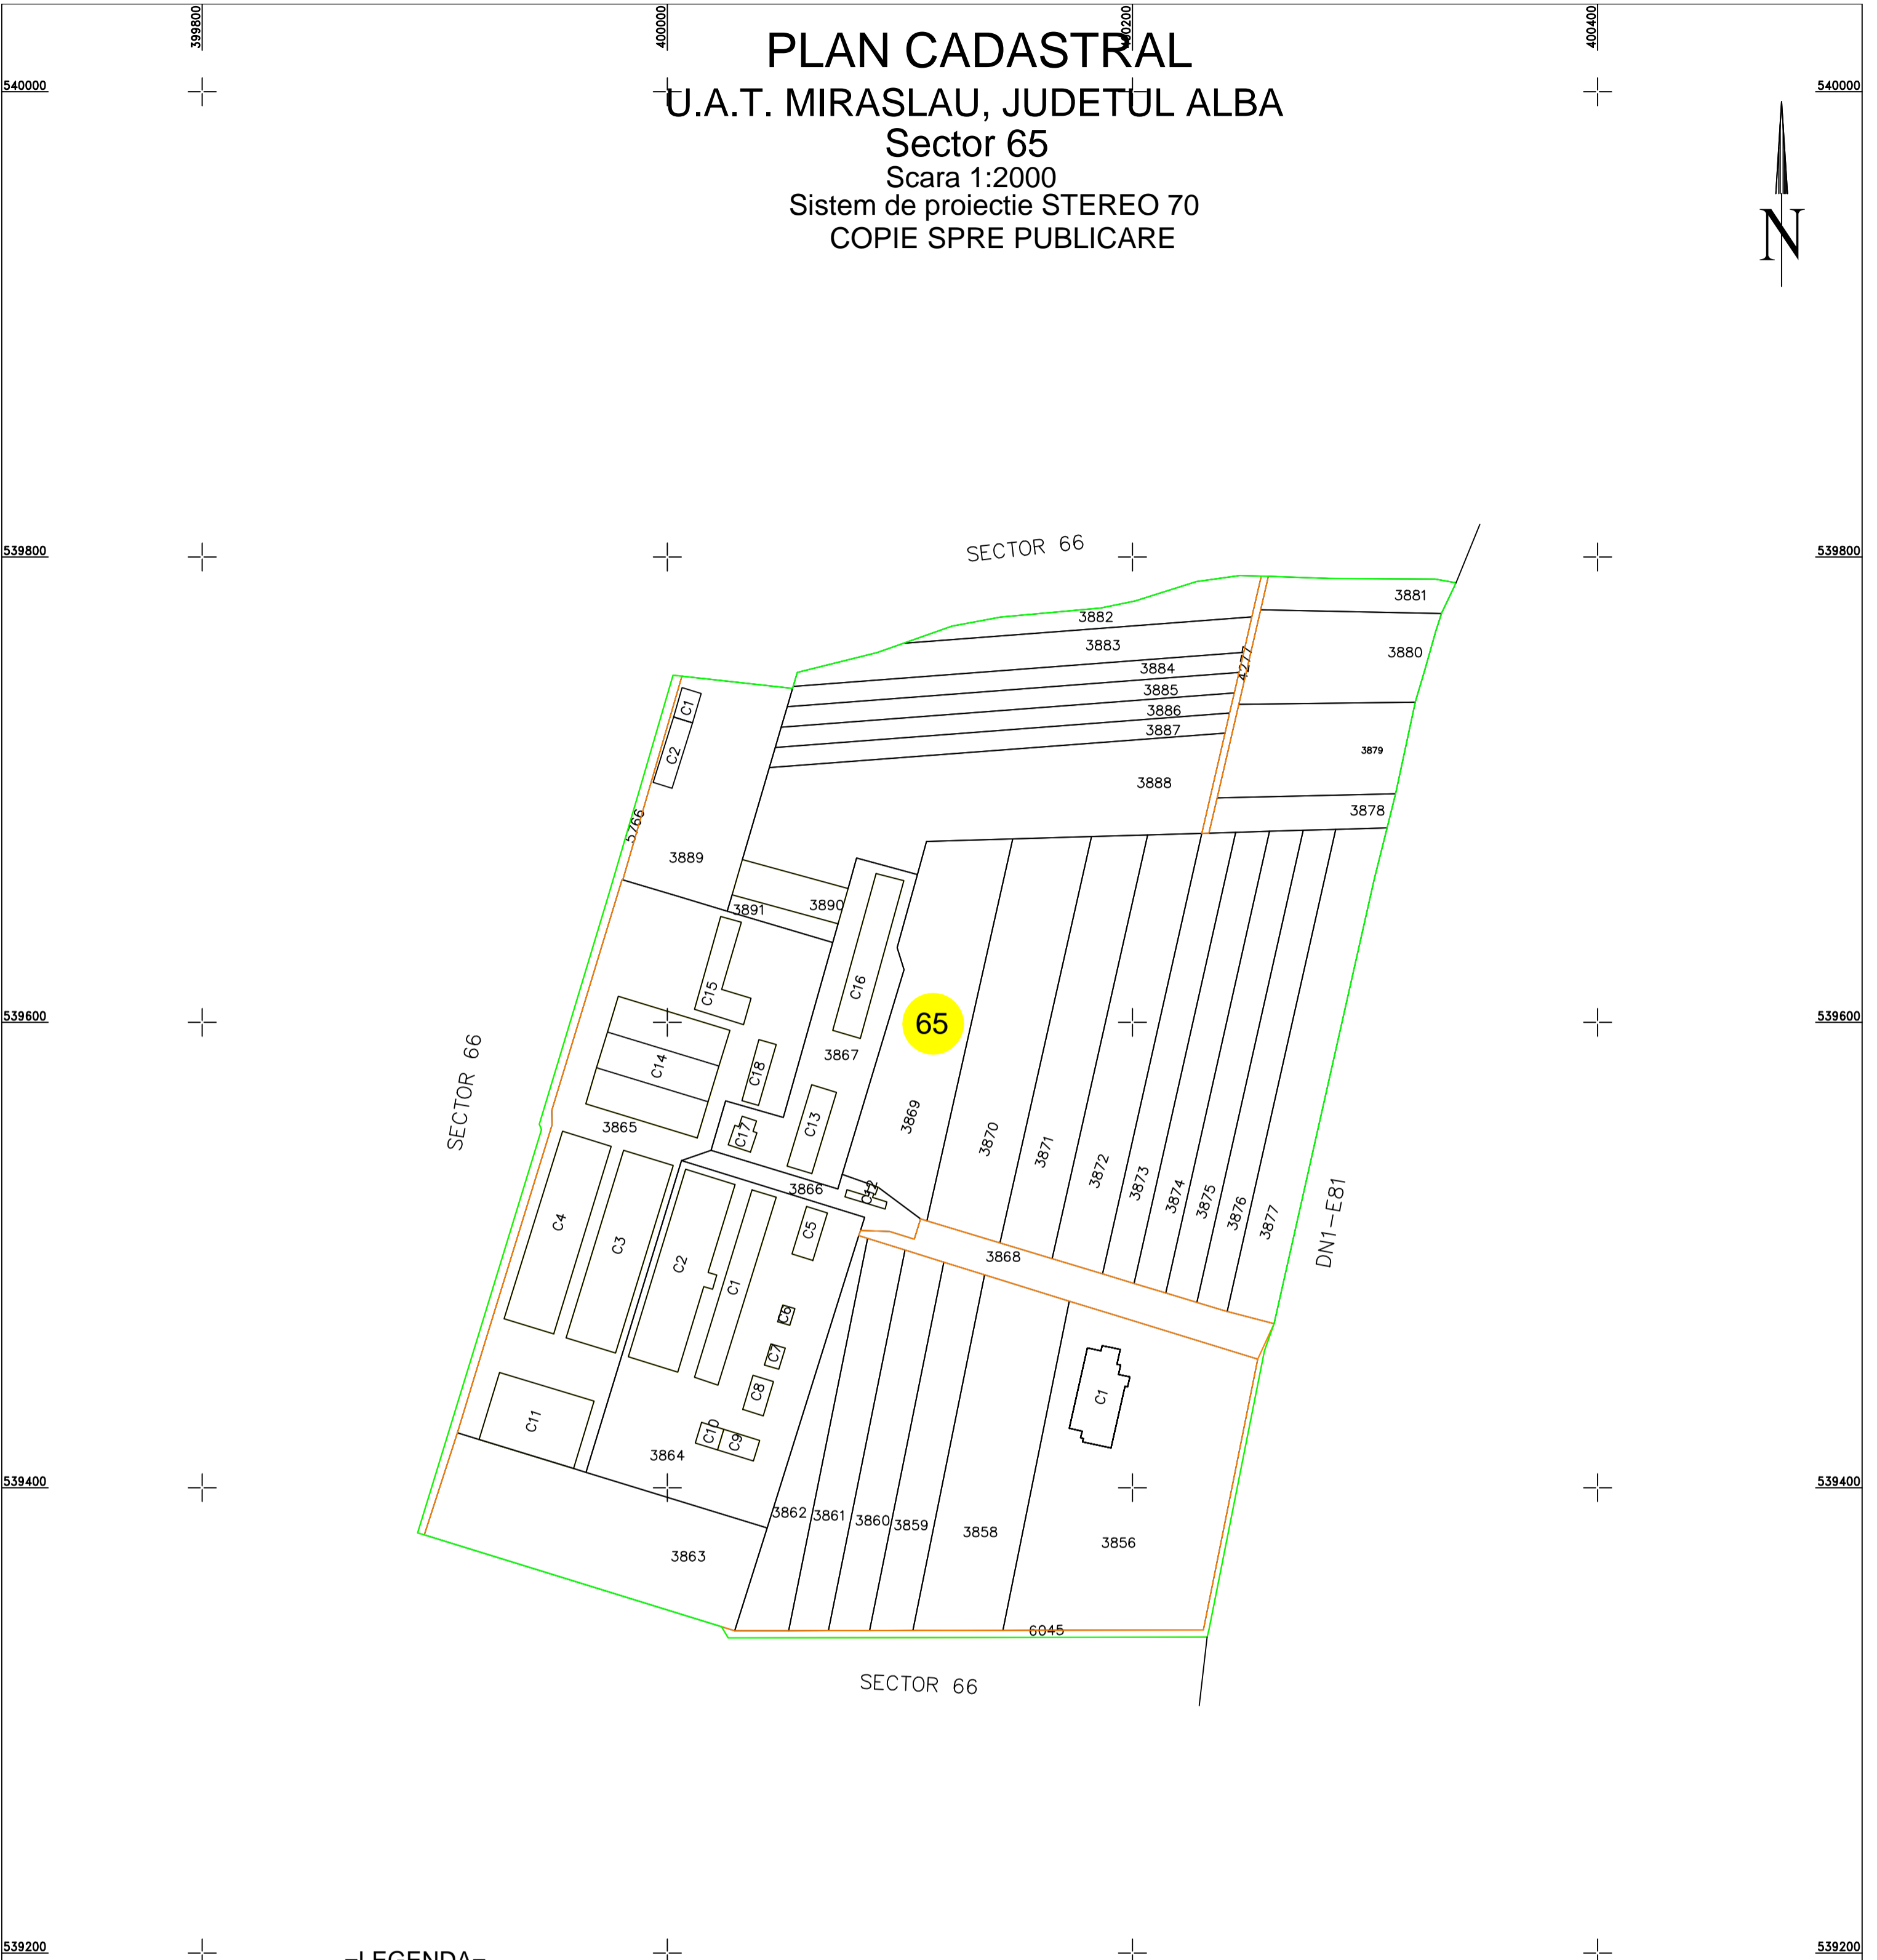 399800
400000
400200
400400
PLAN CADASTRAL
540000
540000
U.A.T. MIRASLAU, JUDETUL ALBA
Sector 65
Scara 1:2000
Sistem de proiectie STEREO 70
COPIE SPRE PUBLICARE
N
539800
SECTOR 66
539800
3881
3882
3883
3880
4277
3884
3885
3886
3887
3879
3888
3878
C1
C2
5766
3889
3890
3891
C16
C15
539600
65
539600
3867
C14
C18
SECTOR 66
3865
C17
C13
3869
3870
3871
3872
3873
3874
3875
3876
3877
DN1-E81
3866
C12
C4
C3
C2
C1
C5
3868
C6
C7
C8
C10
C9
C11
C1
3864
539400
539400
3862
3861
3860
3859
3858
3856
3863
6045
SECTOR 66
539200
-LEGENDA-
539200